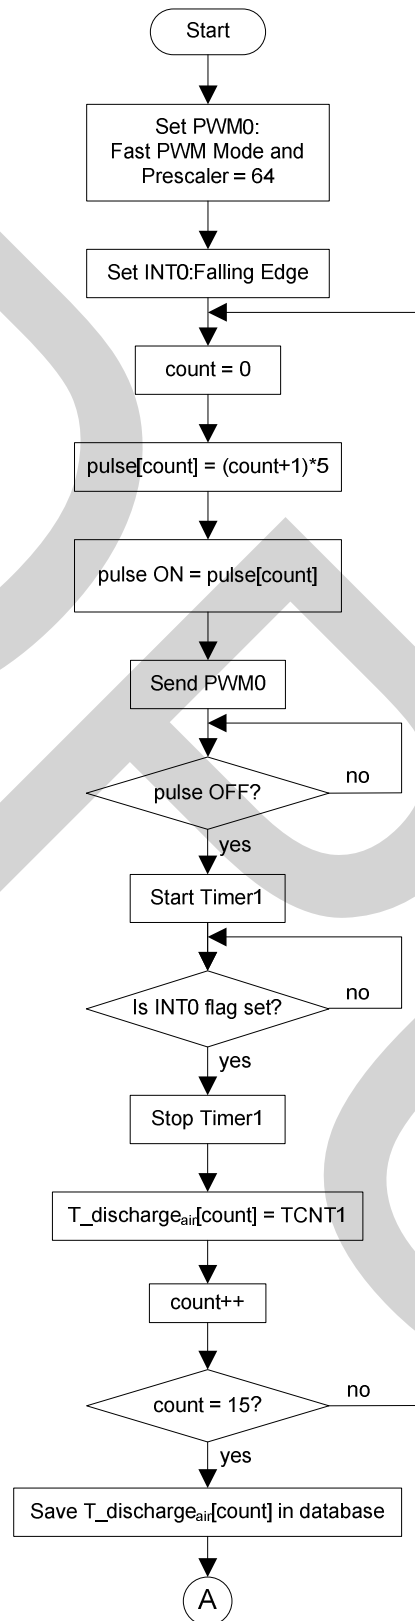 Start
Set PWM0:
Fast PWM Mode and
Prescaler = 64
Set INT0:Falling Edge
count = 0
pulse[count] = (count+1)*5
pulse ON = pulse[count]
Send PWM0
pulse OFF?
no
yes
Start Timer1
Is INT0 flag set?
no
yes
Stop Timer1
T_dischargeair[count] = TCNT1
count++
count = 15?
no
yes
Save T_dischargeair[count] in database
A